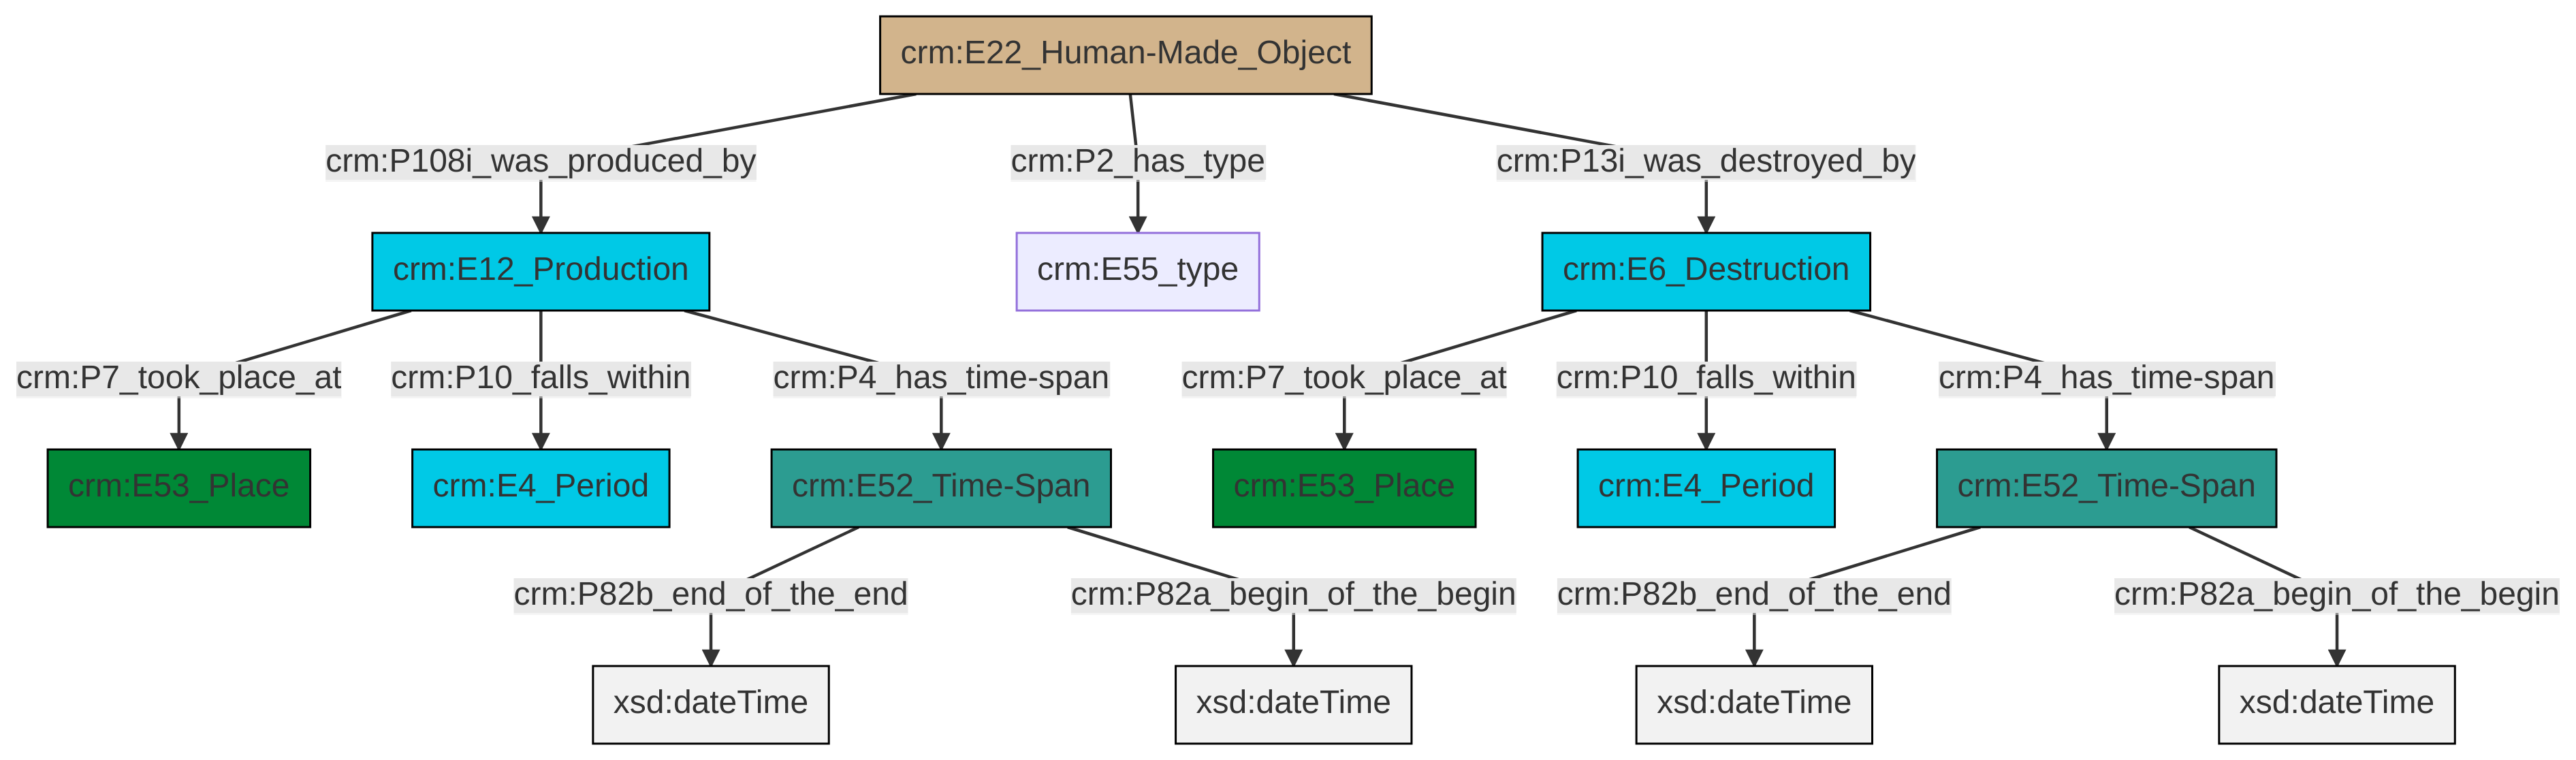 crm:E22_Human-Made_Object
crm:P108i_was_produced_by
crm:P2_has_type
crm:P13i_was_destroyed_by
crm:E12_Production
crm:E55_type
crm:E6_Destruction
crm:P7_took_place_at
crm:P10_falls_within
crm:P4_has_time-span
crm:P7_took_place_at
crm:P10_falls_within
crm:P4_has_time-span
crm:E53_Place
crm:E4_Period
crm:E52_Time-Span
crm:E53_Place
crm:E4_Period
crm:E52_Time-Span
crm:P82b_end_of_the_end
crm:P82a_begin_of_the_begin
crm:P82b_end_of_the_end
crm:P82a_begin_of_the_begin
xsd:dateTime
xsd:dateTime
xsd:dateTime
xsd:dateTime